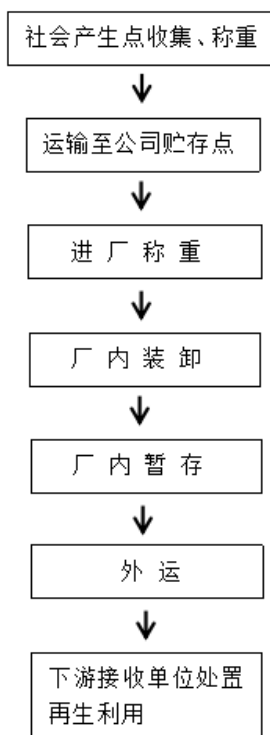 社会产生点收集、称重
运输至公司贮存点
进厂称重
厂内装卸
厂内暂存
外运
下游接收单位处置
再生利用